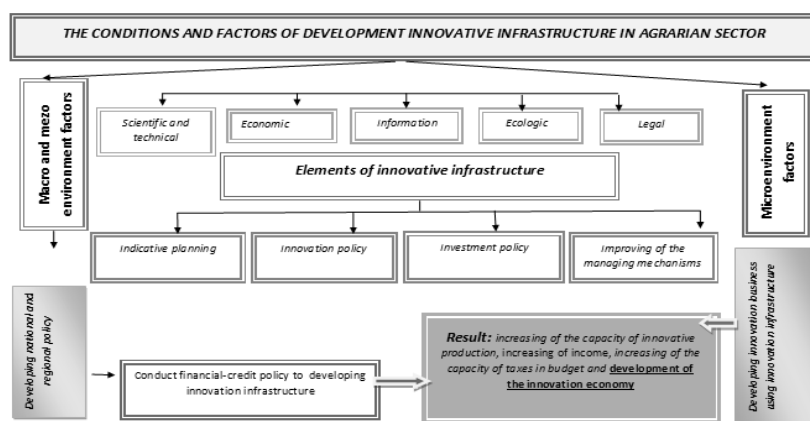 THE CONDITIONS AND FACTORS OF DEVELOPMENT INNOVATIVE INFRASTRUCTURE IN AGRARIAN SECTOR
Macro and mezo
environment factors
Scientific and
technical
Economic
Information
Ecologic
Legal
Microenvironment
factors
Elements of innovative infrastructure
Indicative planning
Innovation policy
Investment policy
Improving of the
managing mechanisms
Developing national and
regional policy
Conduct financial-credit policy to developing
innovation infrastructure
Result: increasing of the capacity of innovative
production, increasing of income, increasing of the
capacity of taxes in budget and development of
the innovation economy
Developing innovation business
using innovation infrastructure